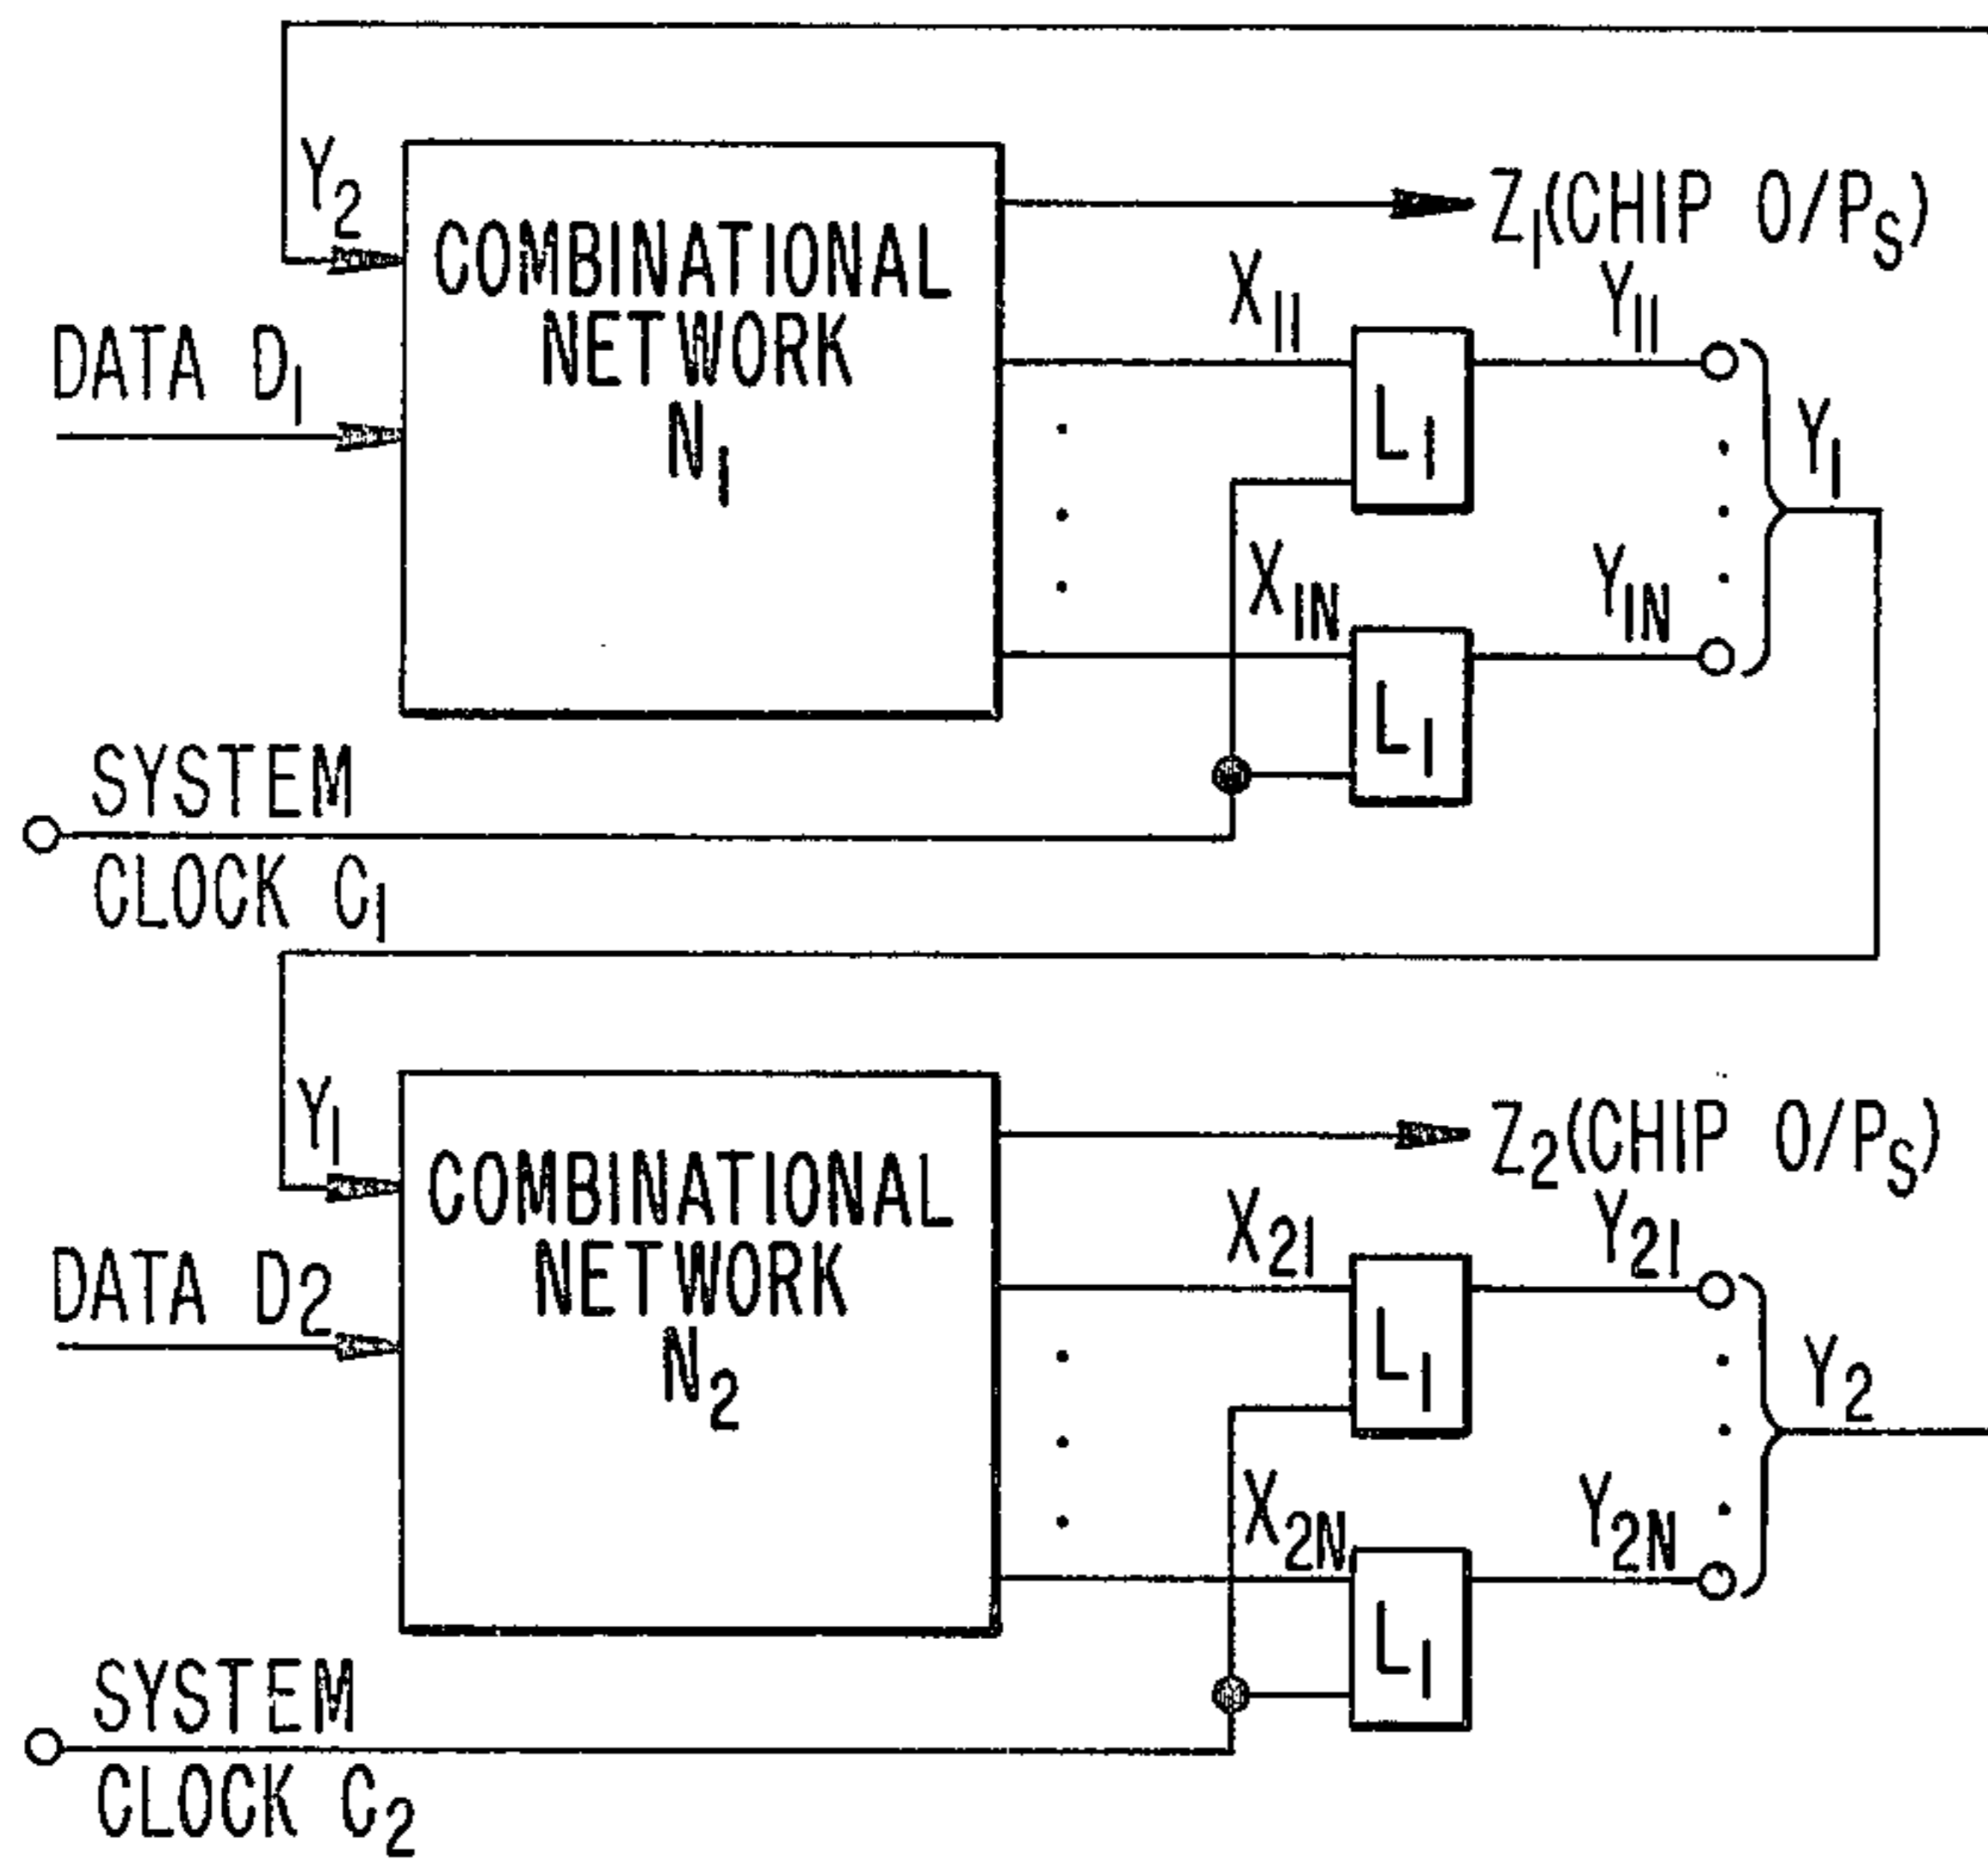 Y2
COMBINATIONAL
NETWORK
N1
DATA D1
Z1(CHIP O/PS)
X11
Y11
L1
Y1
X1N
Y1N
L1
SYSTEM
CLOCK C1
Y1
COMBINATIONAL
NETWORK
N2
DATA D2
Z2(CHIP O/PS)
X21
Y21
L1
Y2
X2N
Y2N
L1
SYSTEM
CLOCK C2